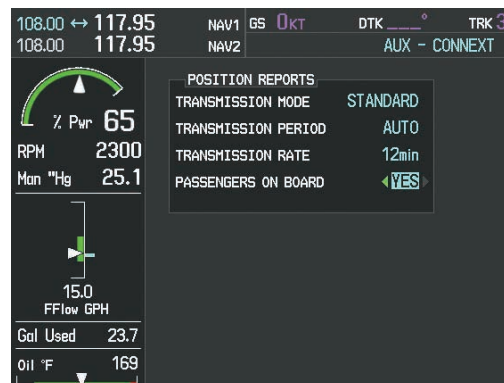 108.00 ↔ 117.95 NAV1 GS 0KT DTK ___° TRK 3
108.00 117.95 NAV2 AUX - CONNEXT
POSITION REPORTS
TRANSMISSION MODE STANDARD
TRANSMISSION PERIOD AUTO
TRANSMISSION RATE 12min
PASSENGERS ON BOARD YES
% Pwr 65
RPM 2300
Man "Hg 25.1
15.0
FFlow GPH
Gal Used 23.7
Oil °F 169